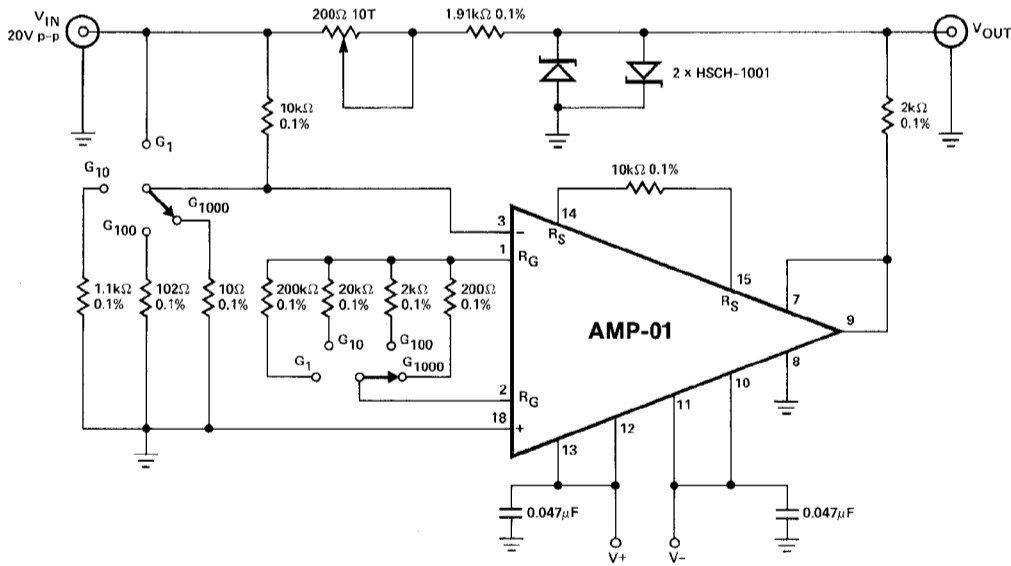 VIN
20V p-p
200Ω 10T
1.91kΩ 0.1%
VOUT
2 x HSCH-1001
10kΩ
0.1%
2kΩ
0.1%
G1
G10
G1000
G100
10kΩ 0.1%
3
−
14
RS
1
RG
15
RS
1.1kΩ
0.1%
102Ω
0.1%
10Ω
0.1%
200kΩ
0.1%
20kΩ
0.1%
2kΩ
0.1%
200Ω
0.1%
7
AMP-01
9
G10
G100
G1
G1000
8
2
RG
10
18
+
11
12
13
0.047μF
0.047μF
V+
V-